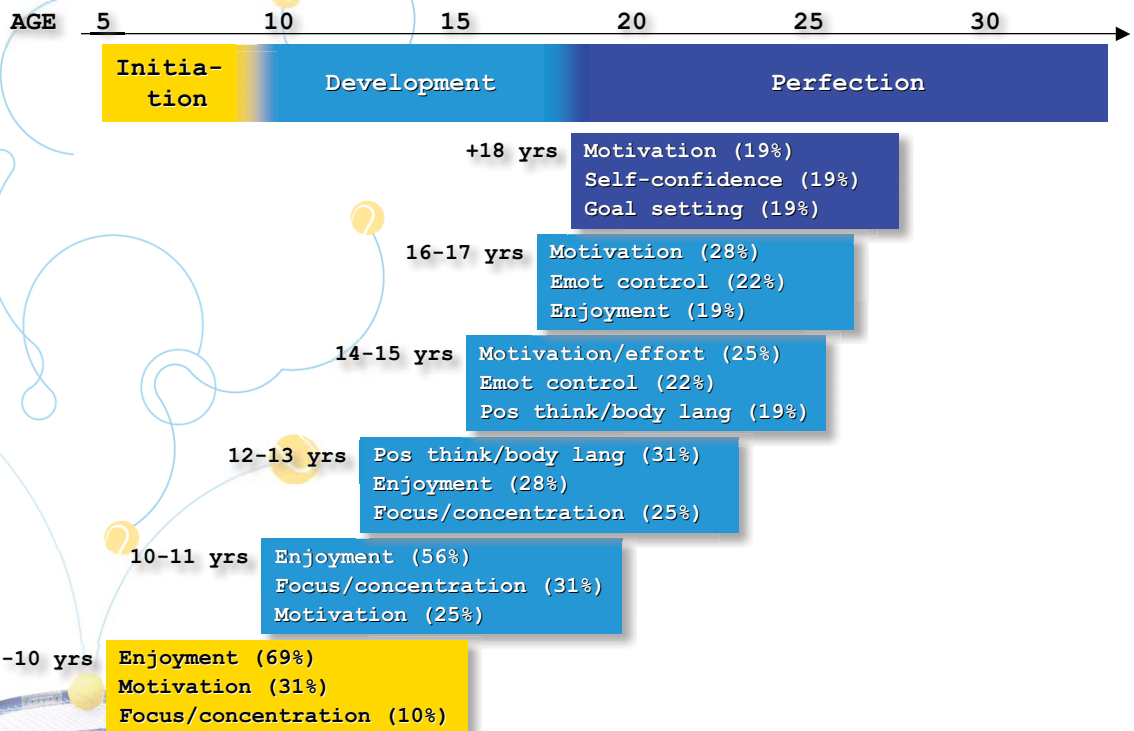 AGE 5 10 15 20 25 30
Initia-
tion
Development
Perfection
+18 yrs
Motivation (19%)
Self-confidence (19%)
Goal setting (19%)
16-17 yrs
Motivation (28%)
Emot control (22%)
Enjoyment (19%)
14-15 yrs
Motivation/effort (25%)
Emot control (22%)
Pos think/body lang (19%)
12-13 yrs
Pos think/body lang (31%)
Enjoyment (28%)
Focus/concentration (25%)
10-11 yrs
Enjoyment (56%)
Focus/concentration (31%)
Motivation (25%)
-10 yrs
Enjoyment (69%)
Motivation (31%)
Focus/concentration (10%)